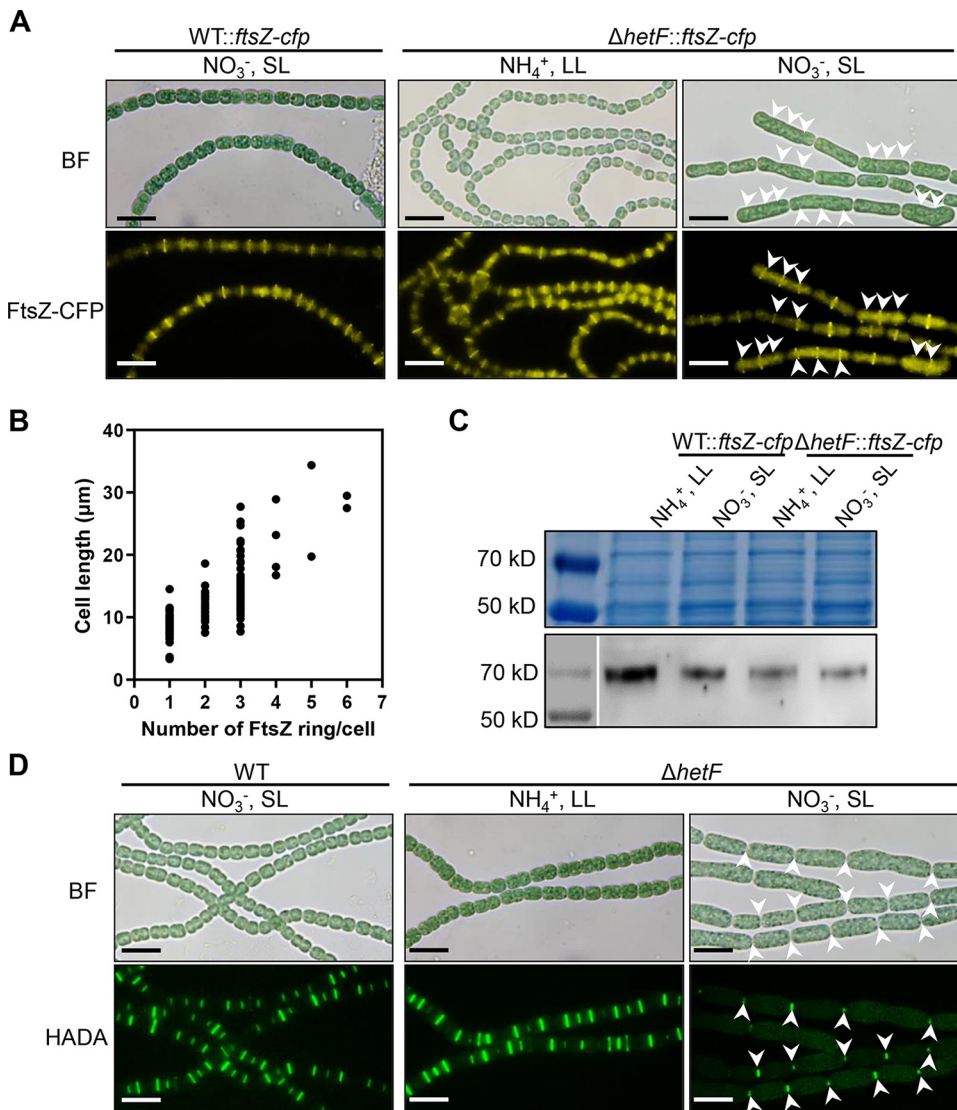 A
WT::ftsZ-cfp
ΔhetF::ftsZ-cfp
NO₃⁻, SL
NH₄⁺, LL
NO₃⁻, SL
BF
FtsZ-CFP
B
40
30
20
10
0
Cell length (μm)
0 1 2 3 4 5 6 7
Number of FtsZ ring/cell
C
WT::ftsZ-cfp ΔhetF::ftsZ-cfp
NH₄⁺, LL
NO₃⁻, SL
NH₄⁺, LL
NO₃⁻, SL
70 kD
50 kD
70 kD
50 kD
D
WT
ΔhetF
NO₃⁻, SL
NH₄⁺, LL
NO₃⁻, SL
BF
HADA